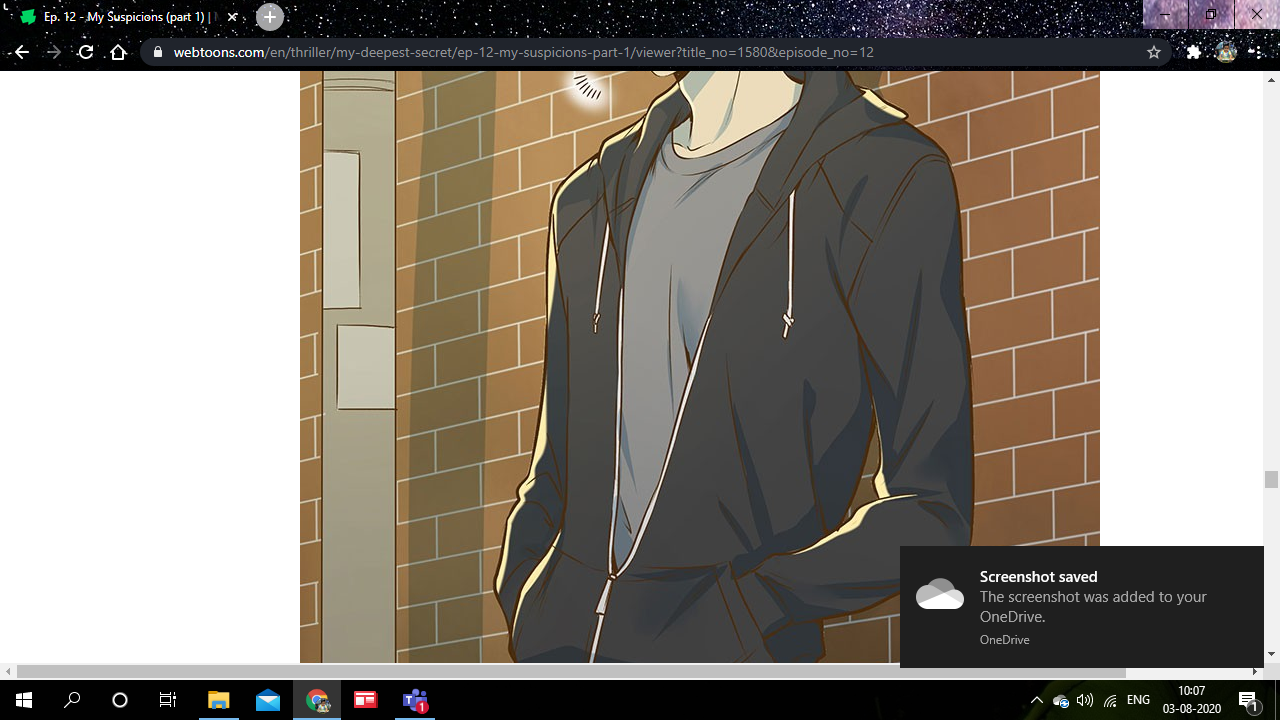 Ep. 12 - My Suspicions (part 1) |
webtoons.com/en/thriller/my-deepest-secret/ep-12-my-suspicions-part-1/viewer?title_no=1580&episode_no=12
Screenshot saved
The screenshot was added to your
OneDrive.
OneDrive
1
ENG
10:07
03-08-2020
1